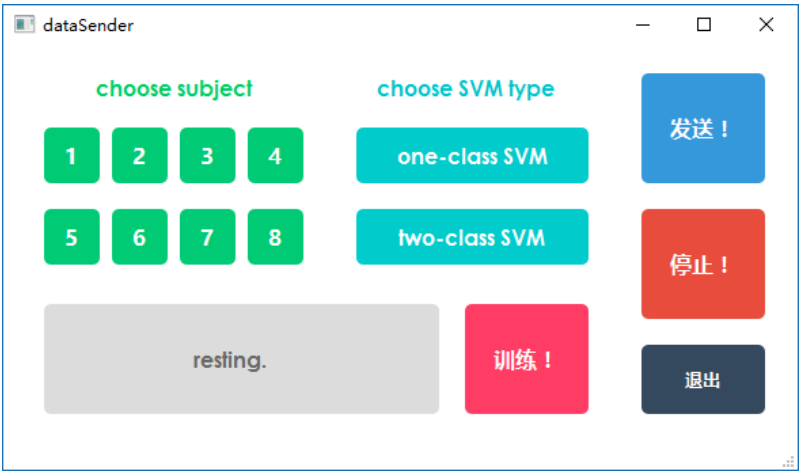 dataSender
choose subject
choose SVM type
发送！
1 2 3 4
one-class SVM
5 6 7 8
two-class SVM
停止！
resting.
训练！
退出